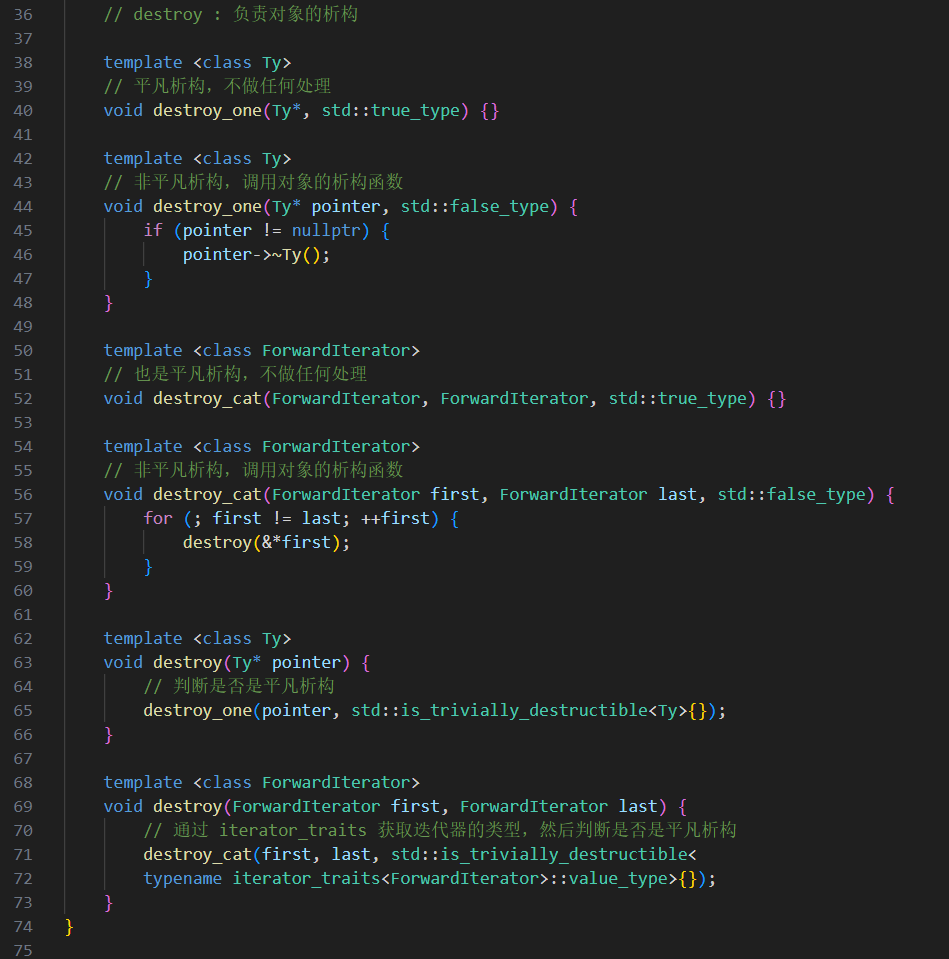 36 // destroy : 负责对象的析构
37
38 template <class Ty>
39 // 平凡析构，不做任何处理
40 void destroy_one(Ty*, std::true_type) {}
41
42 template <class Ty>
43 // 非平凡析构，调用对象的析构函数
44 void destroy_one(Ty* pointer, std::false_type) {
45 if (pointer != nullptr) {
46 pointer->~Ty();
47 }
48 }
49
50 template <class ForwardIterator>
51 // 也是平凡析构，不做任何处理
52 void destroy_cat(ForwardIterator, ForwardIterator, std::true_type) {}
53
54 template <class ForwardIterator>
55 // 非平凡析构，调用对象的析构函数
56 void destroy_cat(ForwardIterator first, ForwardIterator last, std::false_type) {
57 for (; first != last; ++first) {
58 destroy(&*first);
59 }
60 }
61
62 template <class Ty>
63 void destroy(Ty* pointer) {
64 // 判断是否是平凡析构
65 destroy_one(pointer, std::is_trivially_destructible<Ty>{});
66 }
67
68 template <class ForwardIterator>
69 void destroy(ForwardIterator first, ForwardIterator last) {
70 // 通过 iterator_traits 获取迭代器的类型，然后判断是否是平凡析构
71 destroy_cat(first, last, std::is_trivially_destructible<
72 typename iterator_traits<ForwardIterator>::value_type>{});
73 }
74 }
75